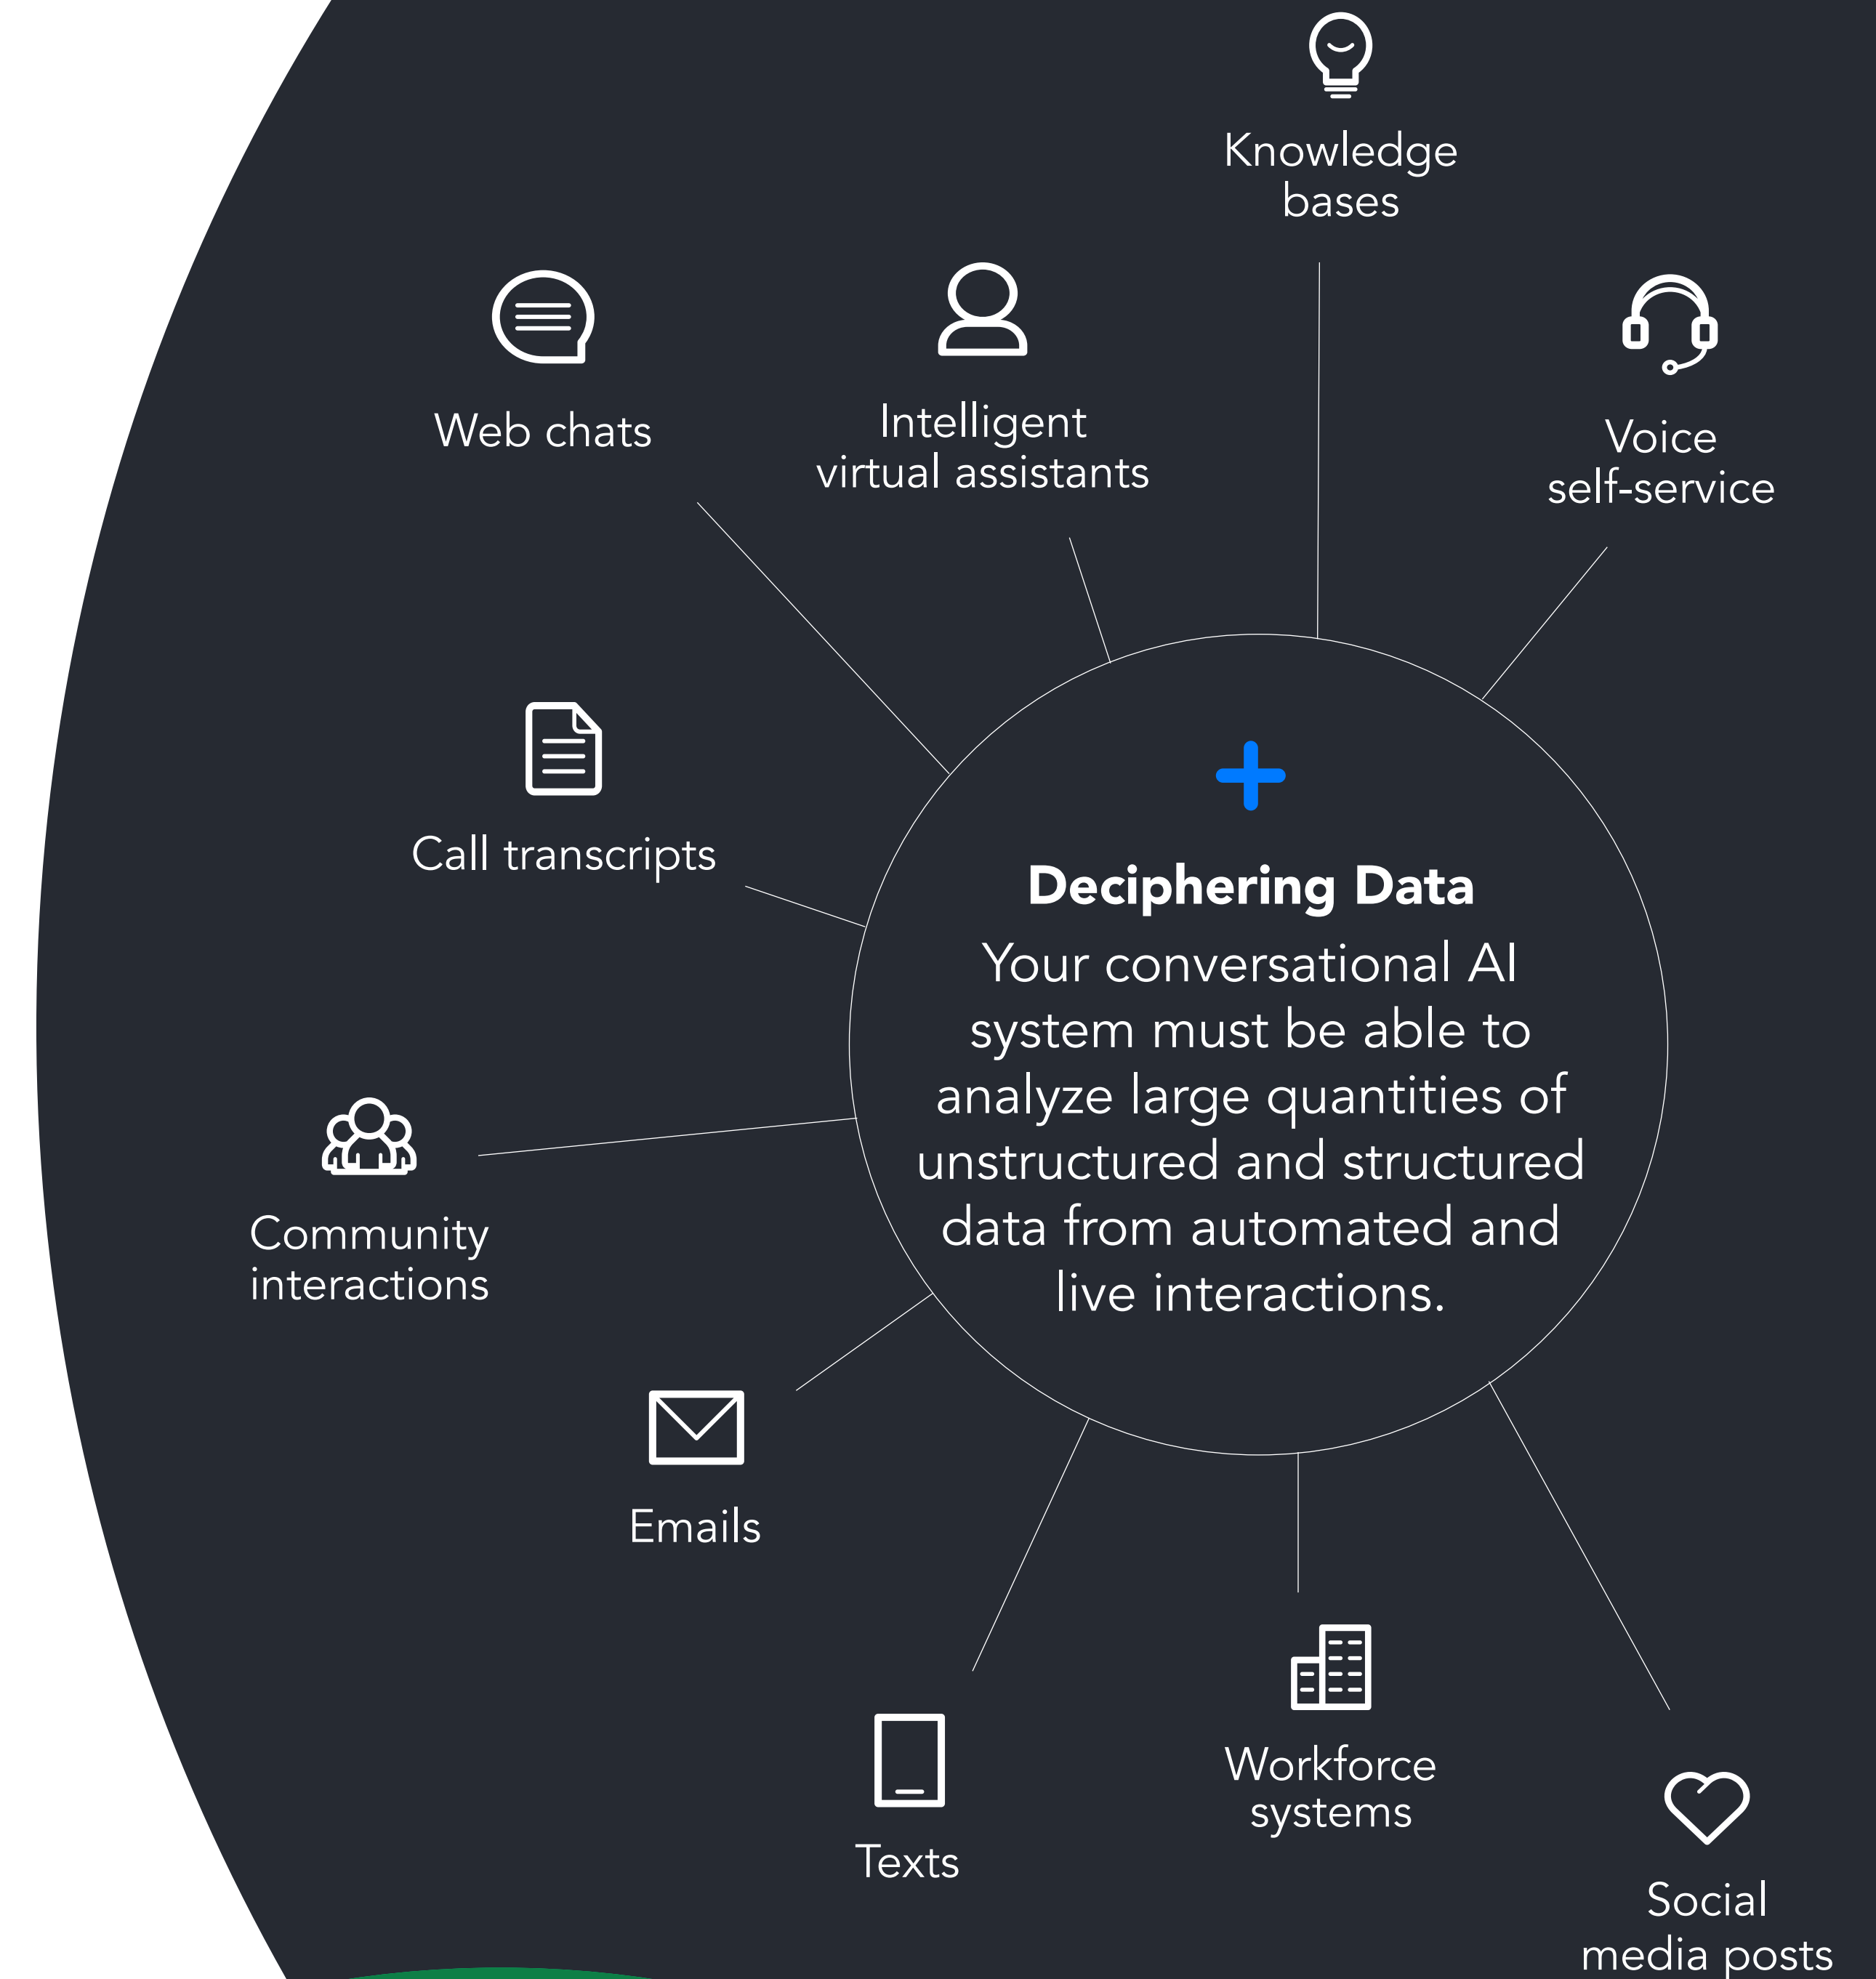 Knowledge
bases
Web chats
Intelligent
virtual assistants
Voice
self-service
Call transcripts
Deciphering Data
Your conversational AI
system must be able to
analyze large quantities of
unstructured and structured
data from automated and
live interactions.
Community
interactions
Emails
Texts
Workforce
systems
Social
media posts